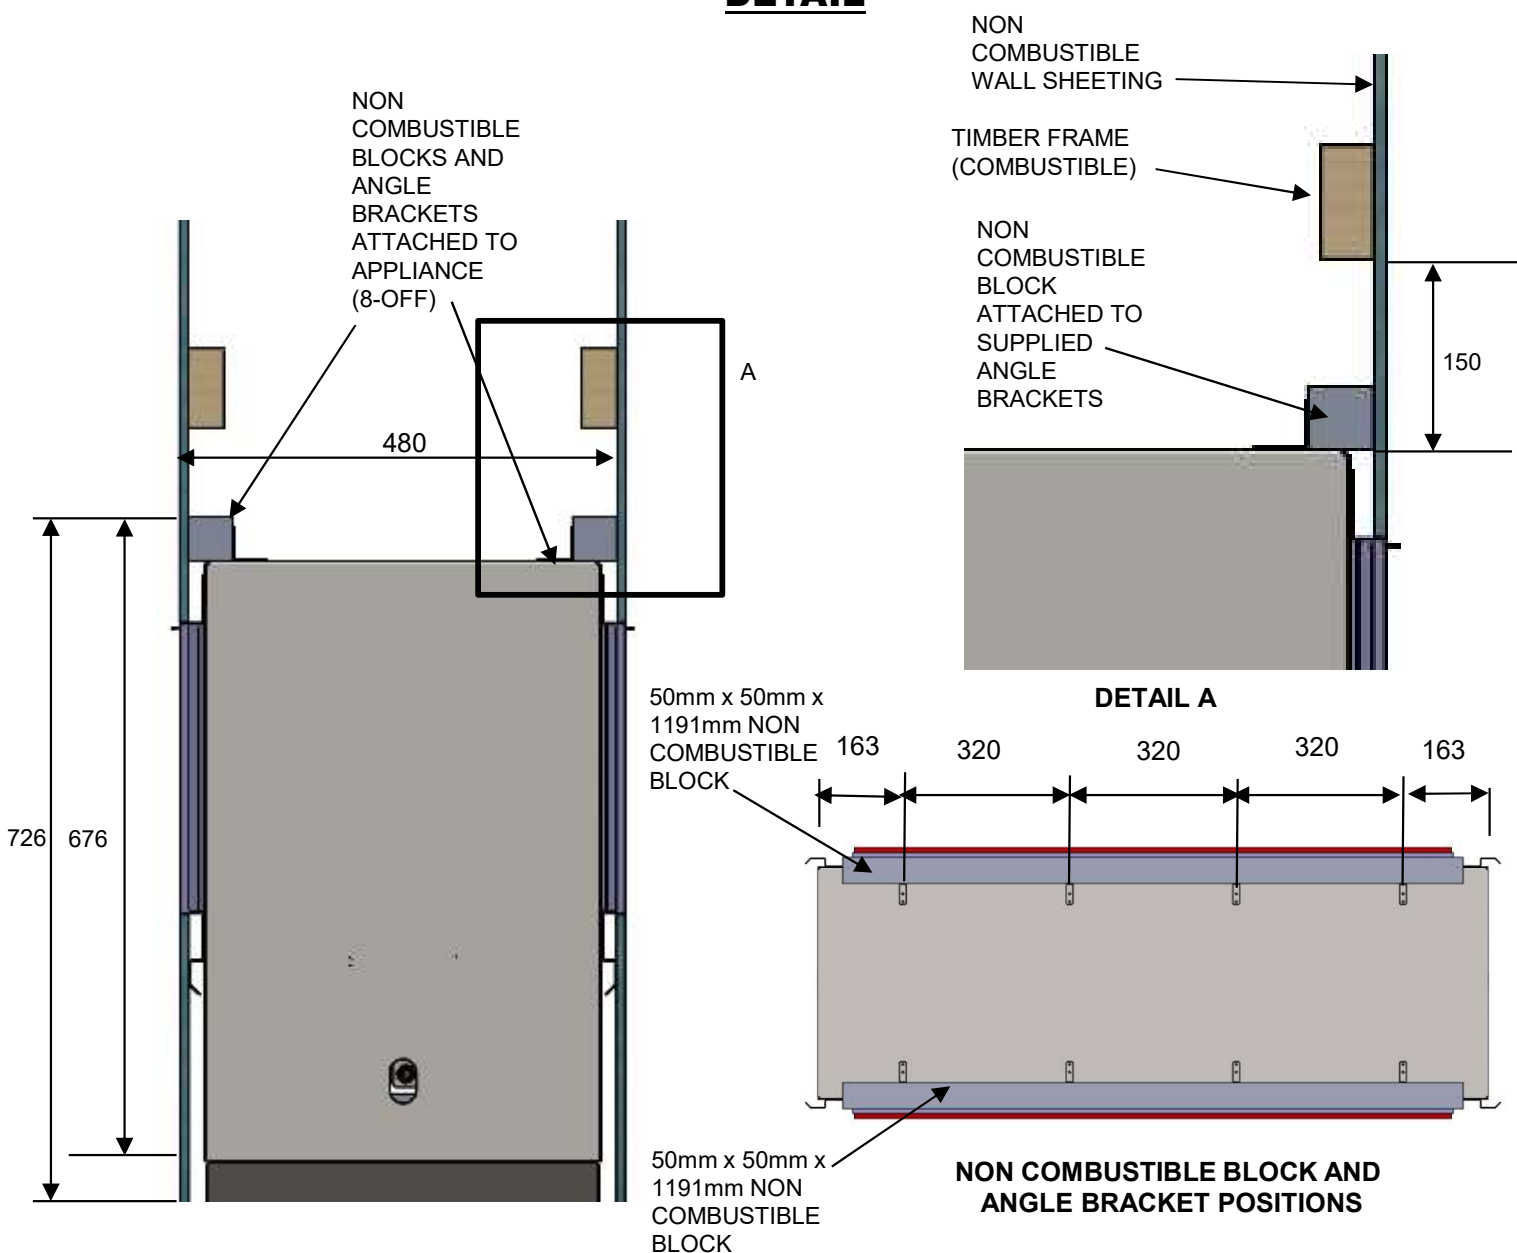 NON
COMBUSTIBLE
BLOCKS AND
ANGLE
BRACKETS
ATTACHED TO
APPLIANCE
(8-OFF)
A
480
726
676
NON
COMBUSTIBLE
WALL SHEETING
TIMBER FRAME
(COMBUSTIBLE)
NON
COMBUSTIBLE
BLOCK
ATTACHED TO
SUPPLIED
ANGLE
BRACKETS
150
DETAIL A
50mm x 50mm x
1191mm NON
COMBUSTIBLE
BLOCK
163
320
320
320
163
50mm x 50mm x
1191mm NON
COMBUSTIBLE
BLOCK
NON COMBUSTIBLE BLOCK AND
ANGLE BRACKET POSITIONS